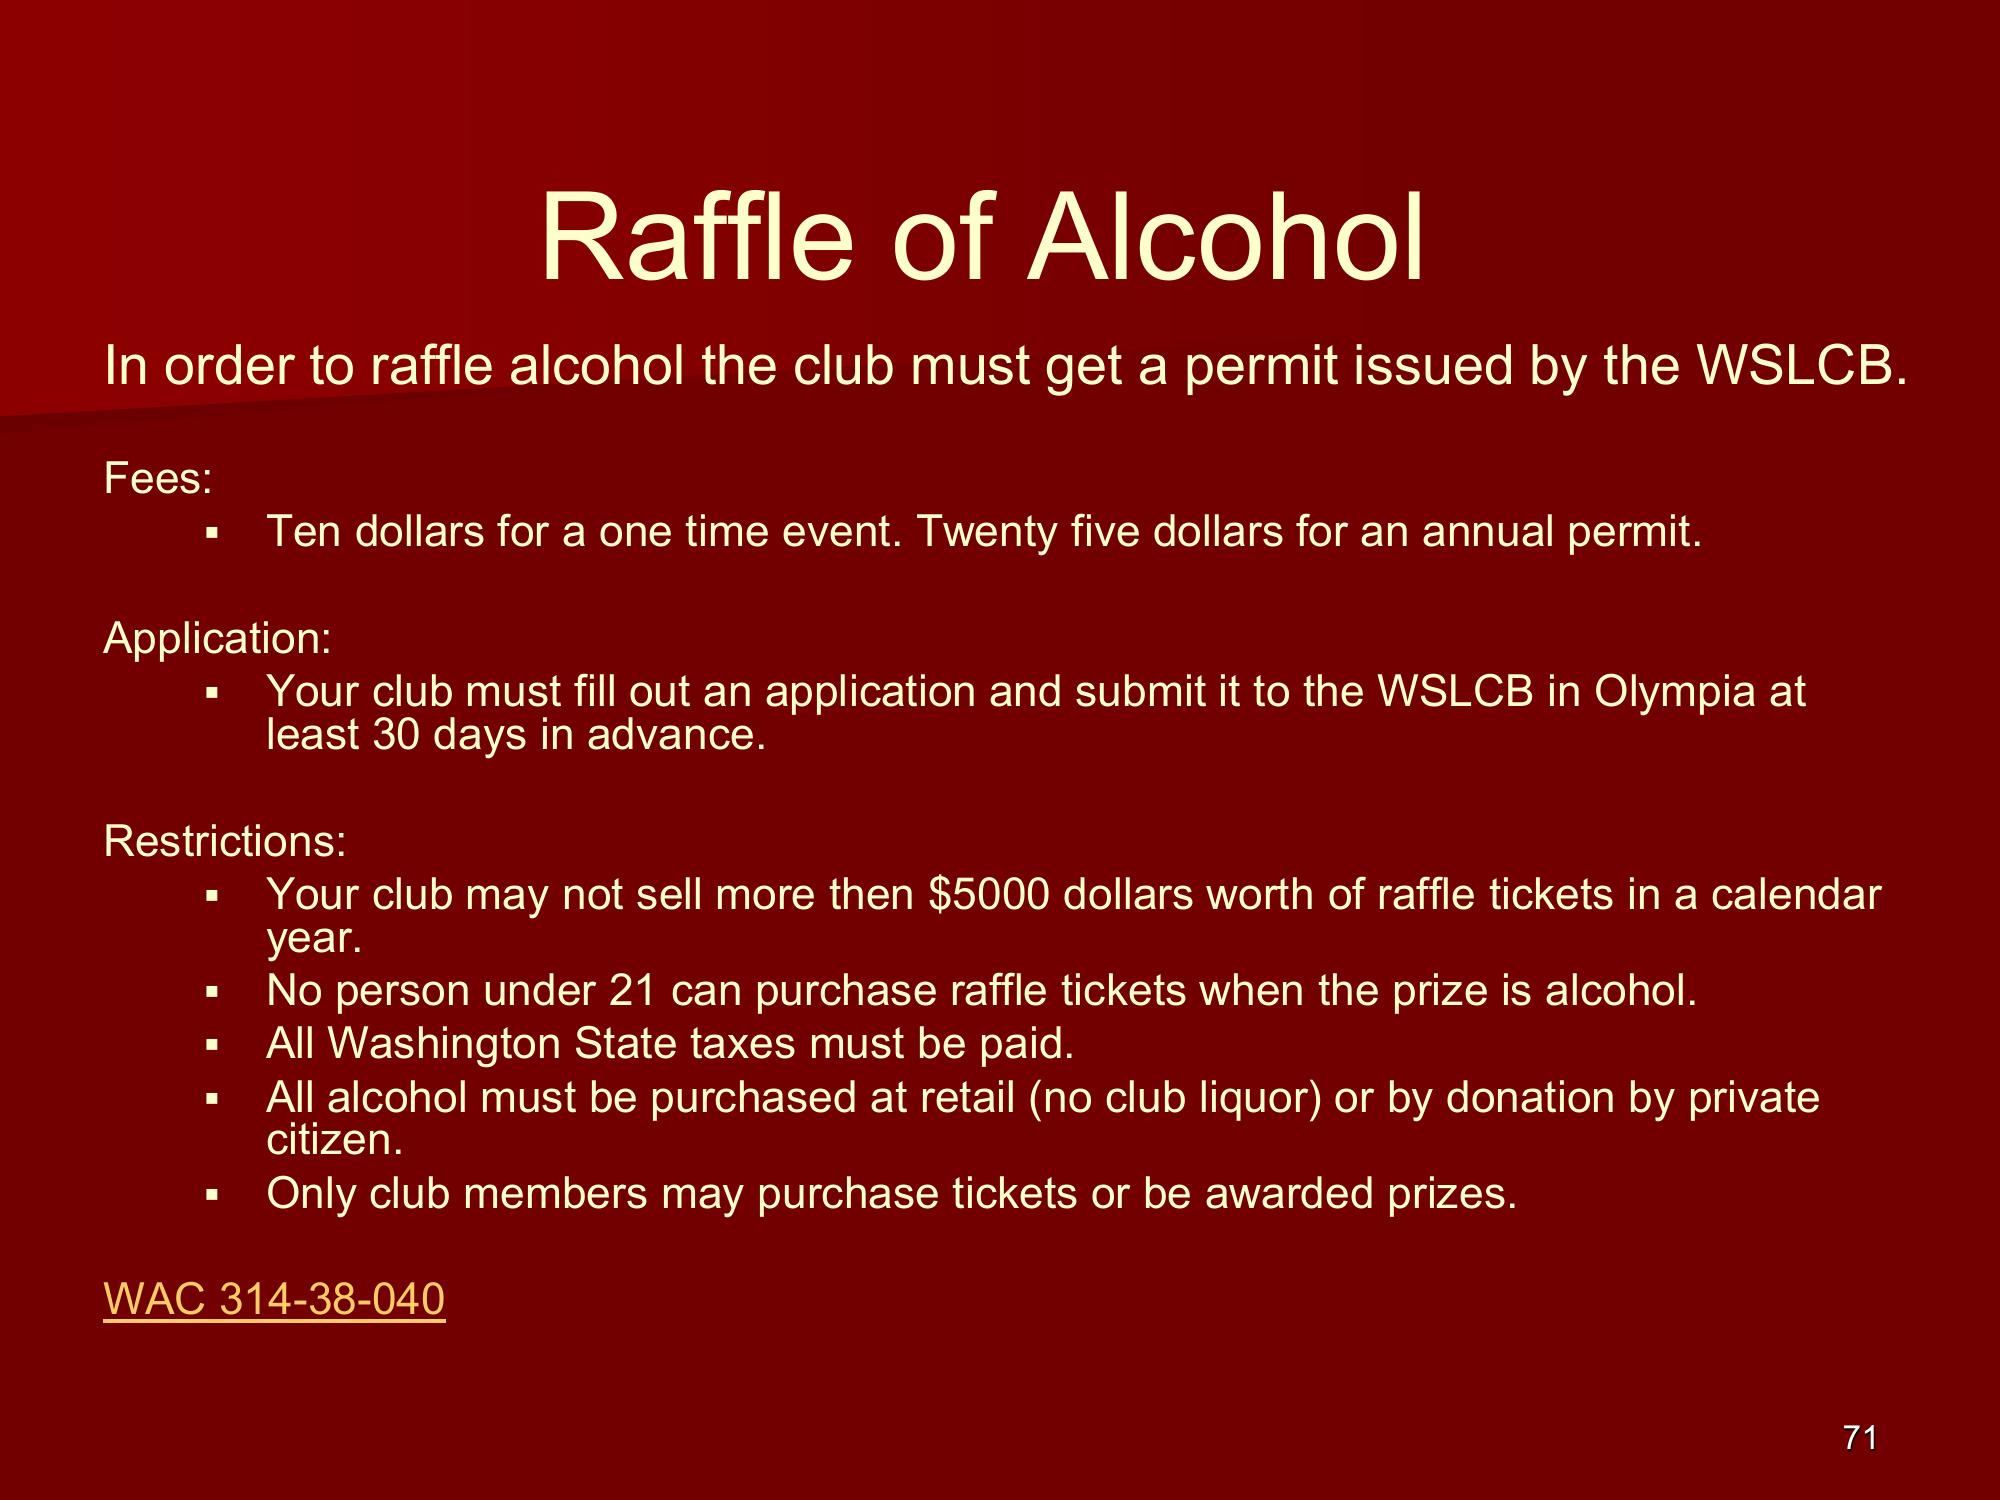 Raffle of Alcohol
In order to raffle alcohol the club must get a permit issued by the WSLCB.
Fees:
▪ Ten dollars for a one time event. Twenty five dollars for an annual permit.
Application:
▪ Your club must fill out an application and submit it to the WSLCB in Olympia at
least 30 days in advance.
Restrictions:
▪ Your club may not sell more then $5000 dollars worth of raffle tickets in a calendar
year.
▪ No person under 21 can purchase raffle tickets when the prize is alcohol.
▪ All Washington State taxes must be paid.
▪ All alcohol must be purchased at retail (no club liquor) or by donation by private
citizen.
▪ Only club members may purchase tickets or be awarded prizes.
WAC 314-38-040
71